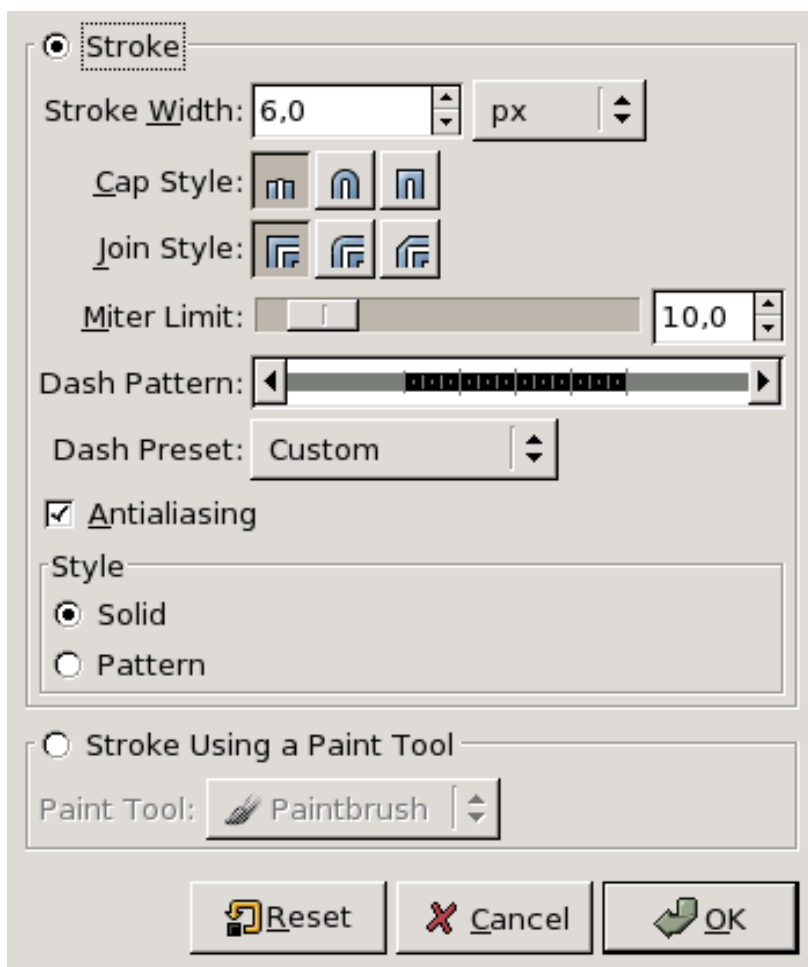 Stroke
Stroke Width: 6,0 px
Cap Style:
Join Style:
Miter Limit: 10,0
Dash Pattern:
Dash Preset: Custom
Antialiasing
Style
Solid
Pattern
Stroke Using a Paint Tool
Paint Tool: Paintbrush
Reset Cancel OK